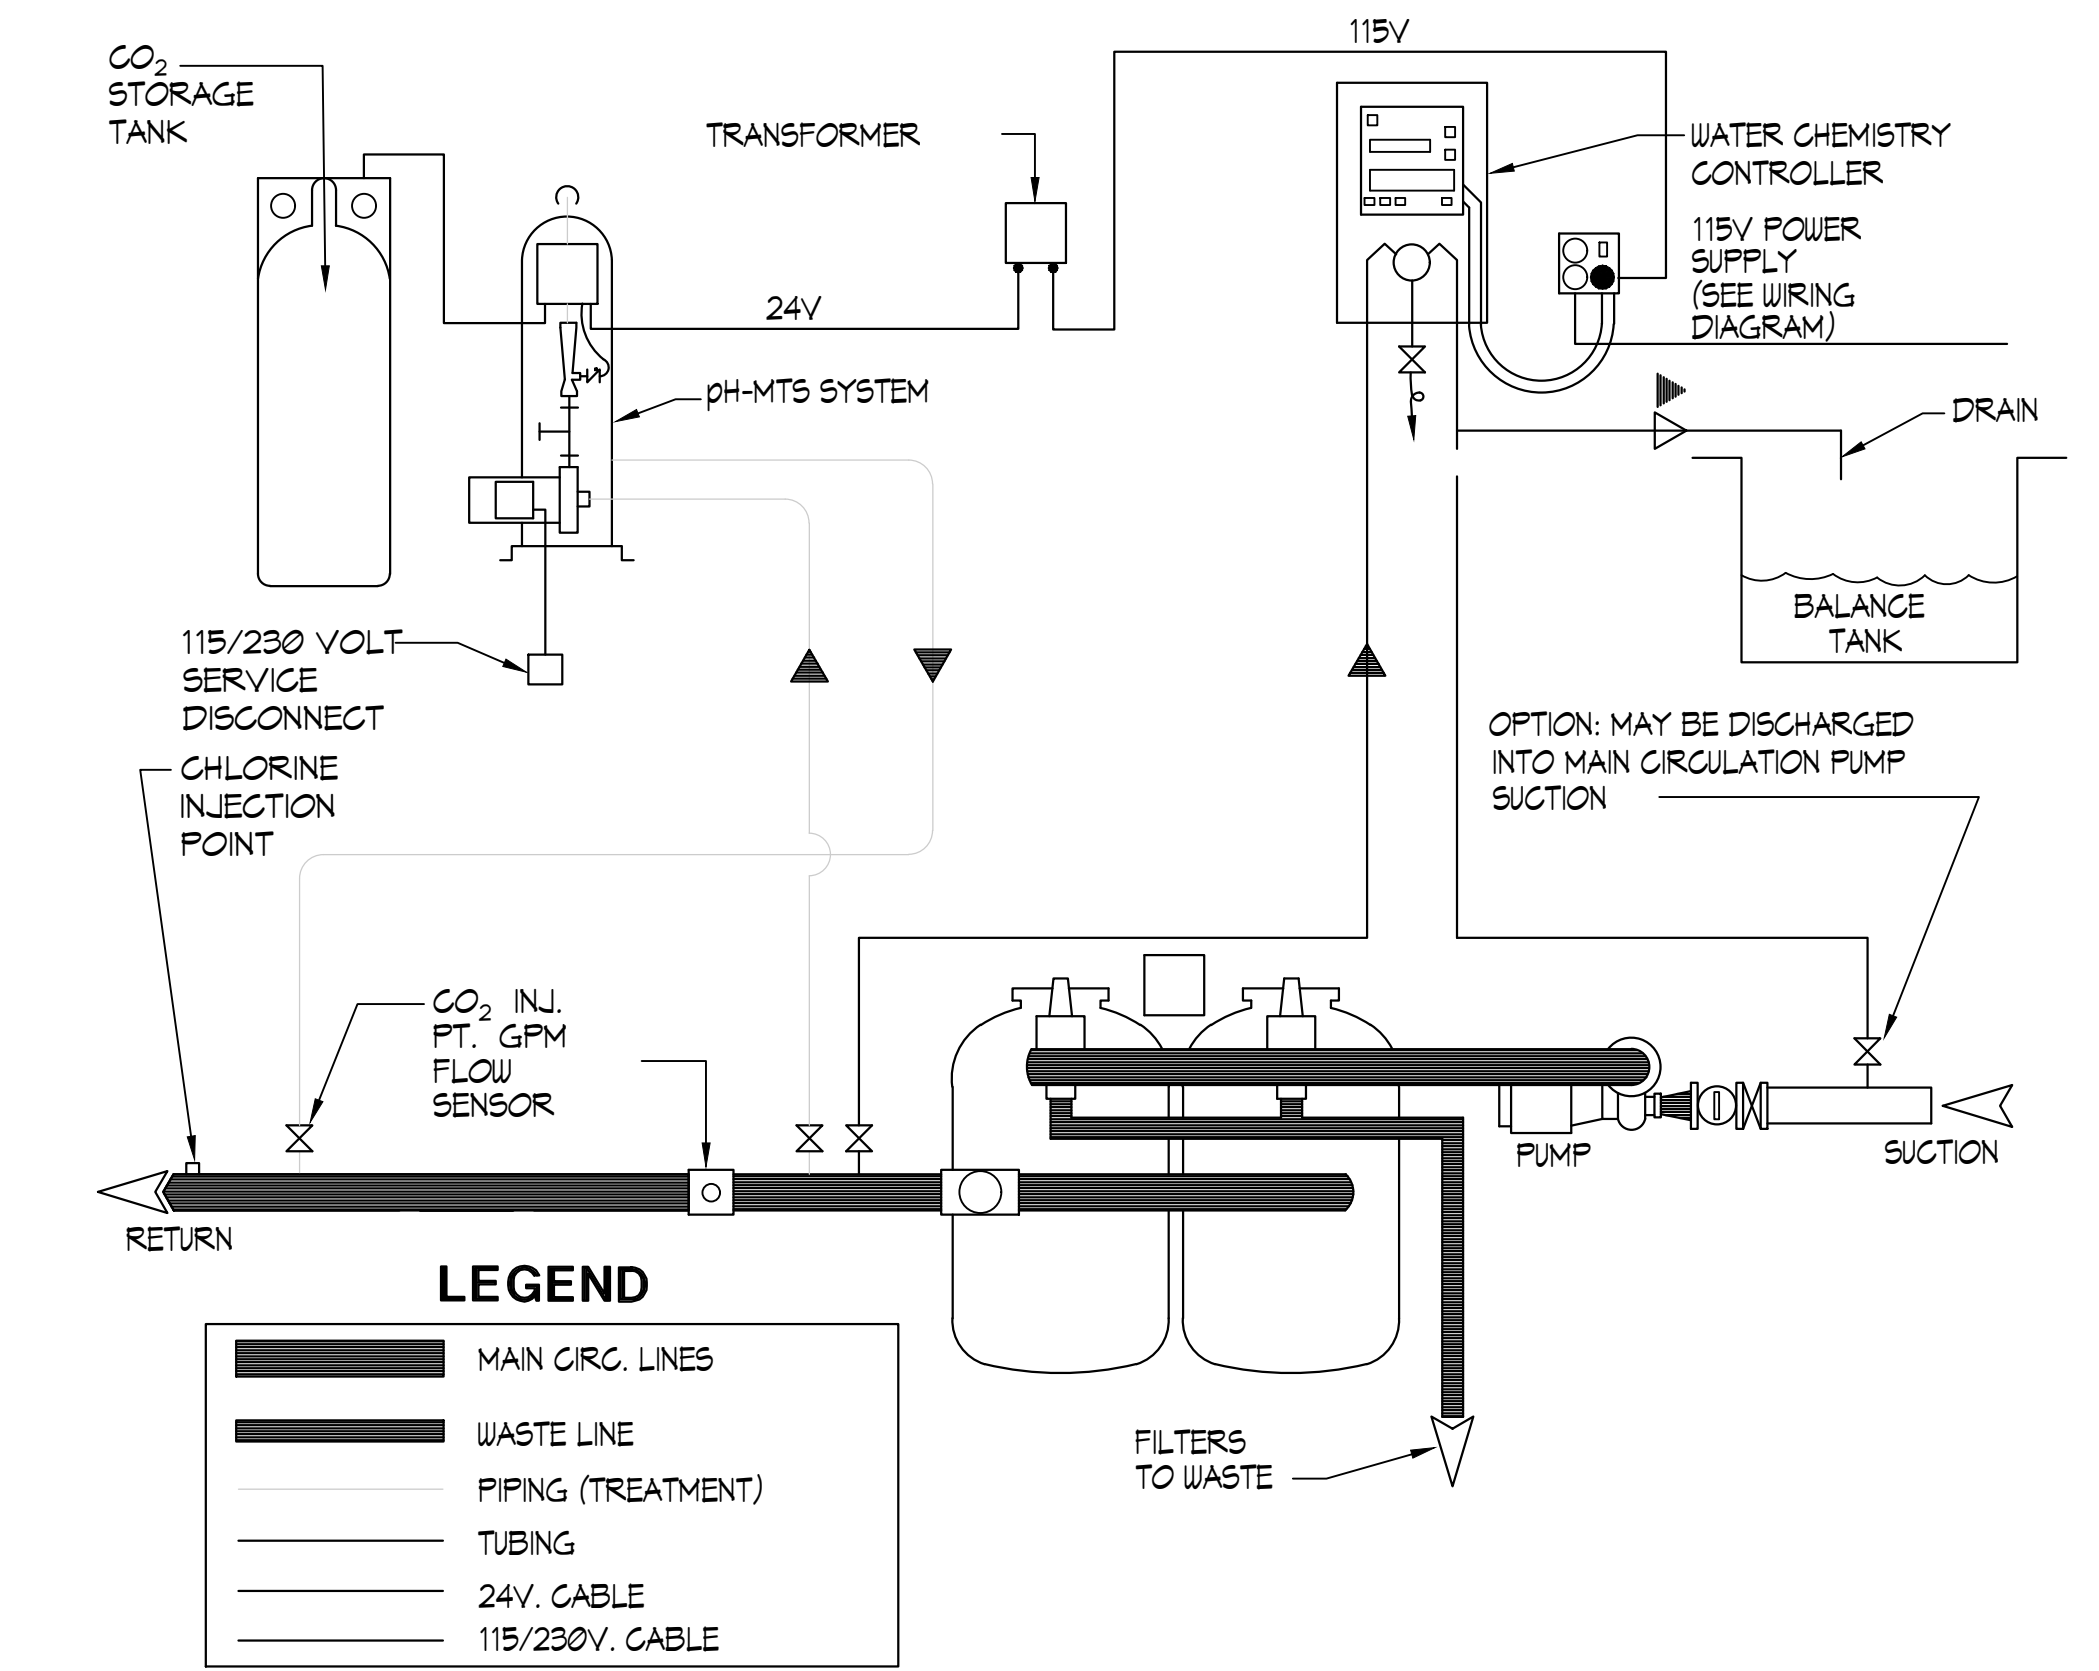 115V
CO2
STORAGE
TANK
TRANSFORMER
WATER CHEMISTRY
CONTROLLER
115V POWER
SUPPLY
(SEE WIRING
DIAGRAM)
24V
pH-MTS SYSTEM
DRAIN
BALANCE
TANK
115/230 VOLT
SERVICE
DISCONNECT
OPTION: MAY BE DISCHARGED
INTO MAIN CIRCULATION PUMP
SUCTION
CHLORINE
INJECTION
POINT
CO2 INJ.
PT. GPM
FLOW
SENSOR
PUMP
SUCTION
RETURN
LEGEND
MAIN CIRC. LINES
WASTE LINE
PIPING (TREATMENT)
TUBING
24V. CABLE
115/230V. CABLE
FILTERS
TO WASTE